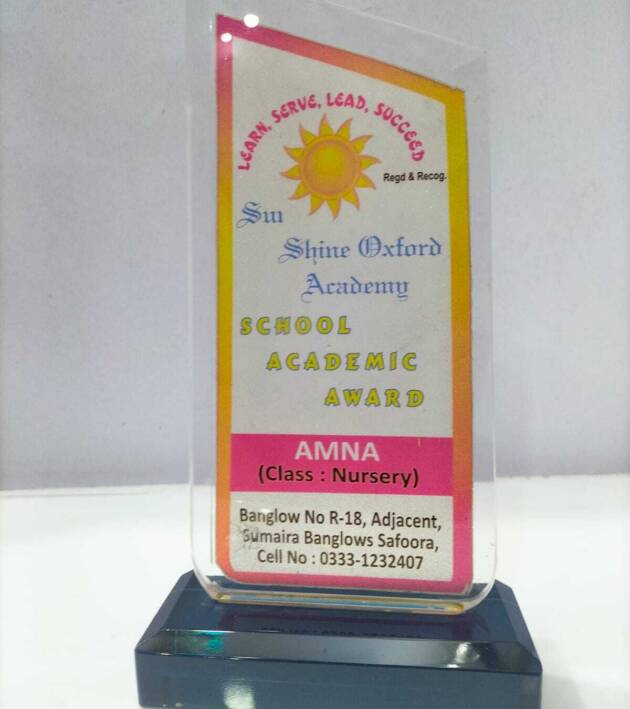 LEARN, SERVE, LEAD, SUCCEED
Regd & Recog.
Sun
Shine Oxford
Academy
SCHOOL
ACADEMIC
AWARD
AMNA
(Class : Nursery)
Banglow No R-18, Adjacent,
Sumaira Banglows Safoora,
Cell No : 0333-1232407